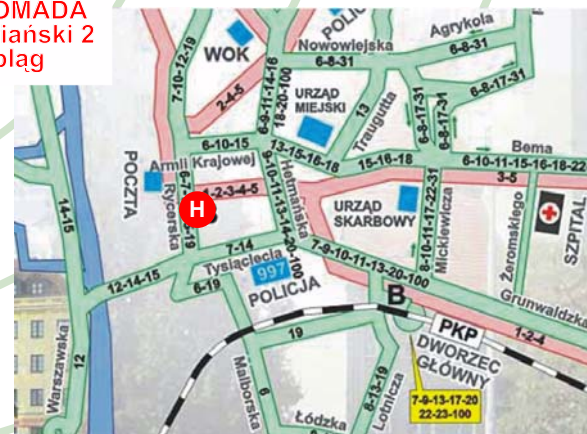 OMADA
iański 2
bląg
POLIC
WOK
Nowowiejska
Agrykola
6-8-31
6-8-31
7-10-12-19
2-4-5
6-9-11-14-16
18-20-100
URZĄD
MIEJSKI
13
Traugutta
6-8-17-31
6-8-17-31
6-8-17-31
6-10-15
13-15-16-18
15-16-18
Bema
6-10-11-15-16-18-22
Armii Krajowej
POCZTA
Rycerska
H
1-2-3-4-5
Hetmańska
9-10-11-13-14-20-100
3-5
URZĄD
SKARBOWY
8-10-11-17-22-31
Mickiewicza
Żeromskiego
SZPITAL
14-15
7-14
Tysiąclecia
997
POLICJA
7-9-10-11-13-20-100
12-14-15
6-19
B
Grunwaldzka
1-2-4
PKP
DWORZEC
GŁÓWNY
Warszawska
12
19
Malborska
6
8-13-19
Lotnicza
Łódzka
7-9-13-17-20
22-23-100